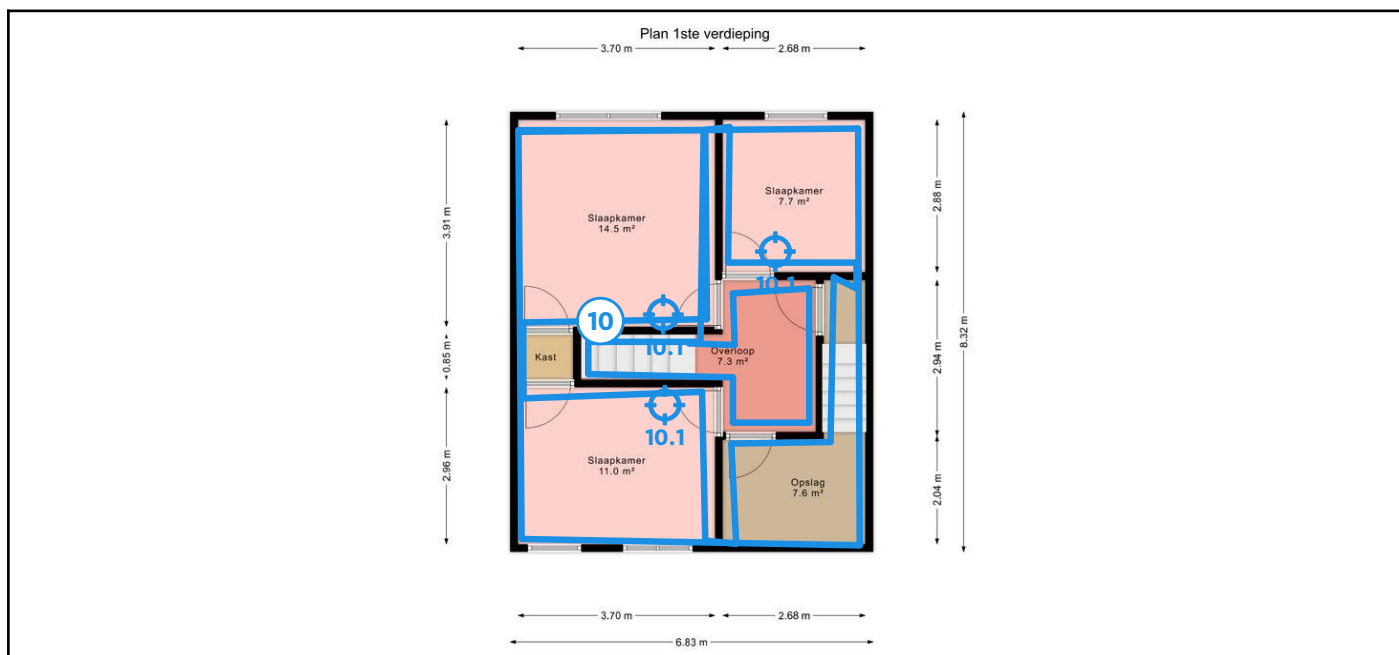 Plan 1ste verdieping
3.70 m
2.68 m
3.91 m
0.85 m
2.96 m
2.88 m
2.94 m
2.04 m
8.32 m
Slaapkamer
14.5 m²
Slaapkamer
7.7 m²
10.1
10
10.1
Kast
Overloop
7.3 m²
10.1
Slaapkamer
11.0 m²
Opslag
7.6 m²
3.70 m
2.68 m
6.83 m